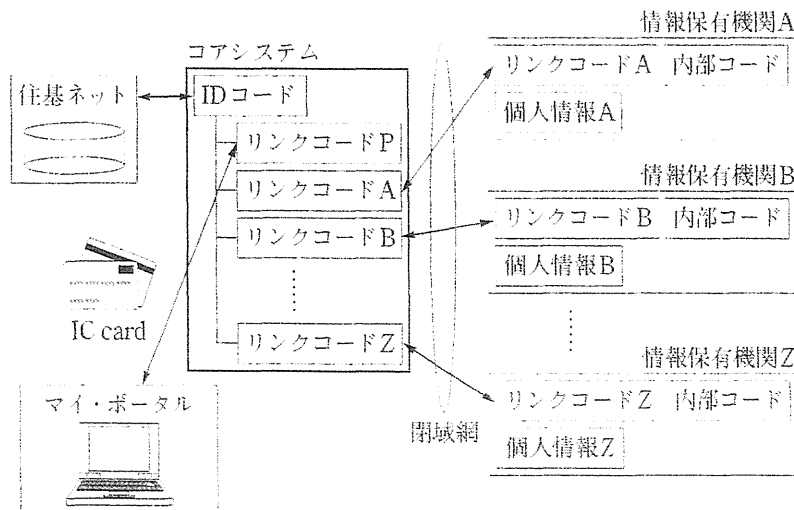 情報保有機関A
コアシステム
住基ネット
IDコード
リンクコードA 内部コード
個人情報A
リンクコードP
リンクコードA
リンクコードB
情報保有機関B
リンクコードB 内部コード
個人情報B
IC card
リンクコードZ
情報保有機関Z
マイ・ポータル
リンクコードZ 内部コード
閉域網
個人情報Z